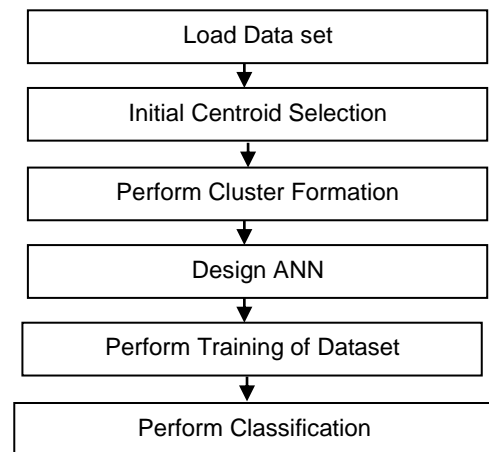 Load Data set
Initial Centroid Selection
Perform Cluster Formation
Design ANN
Perform Training of Dataset
Perform Classification